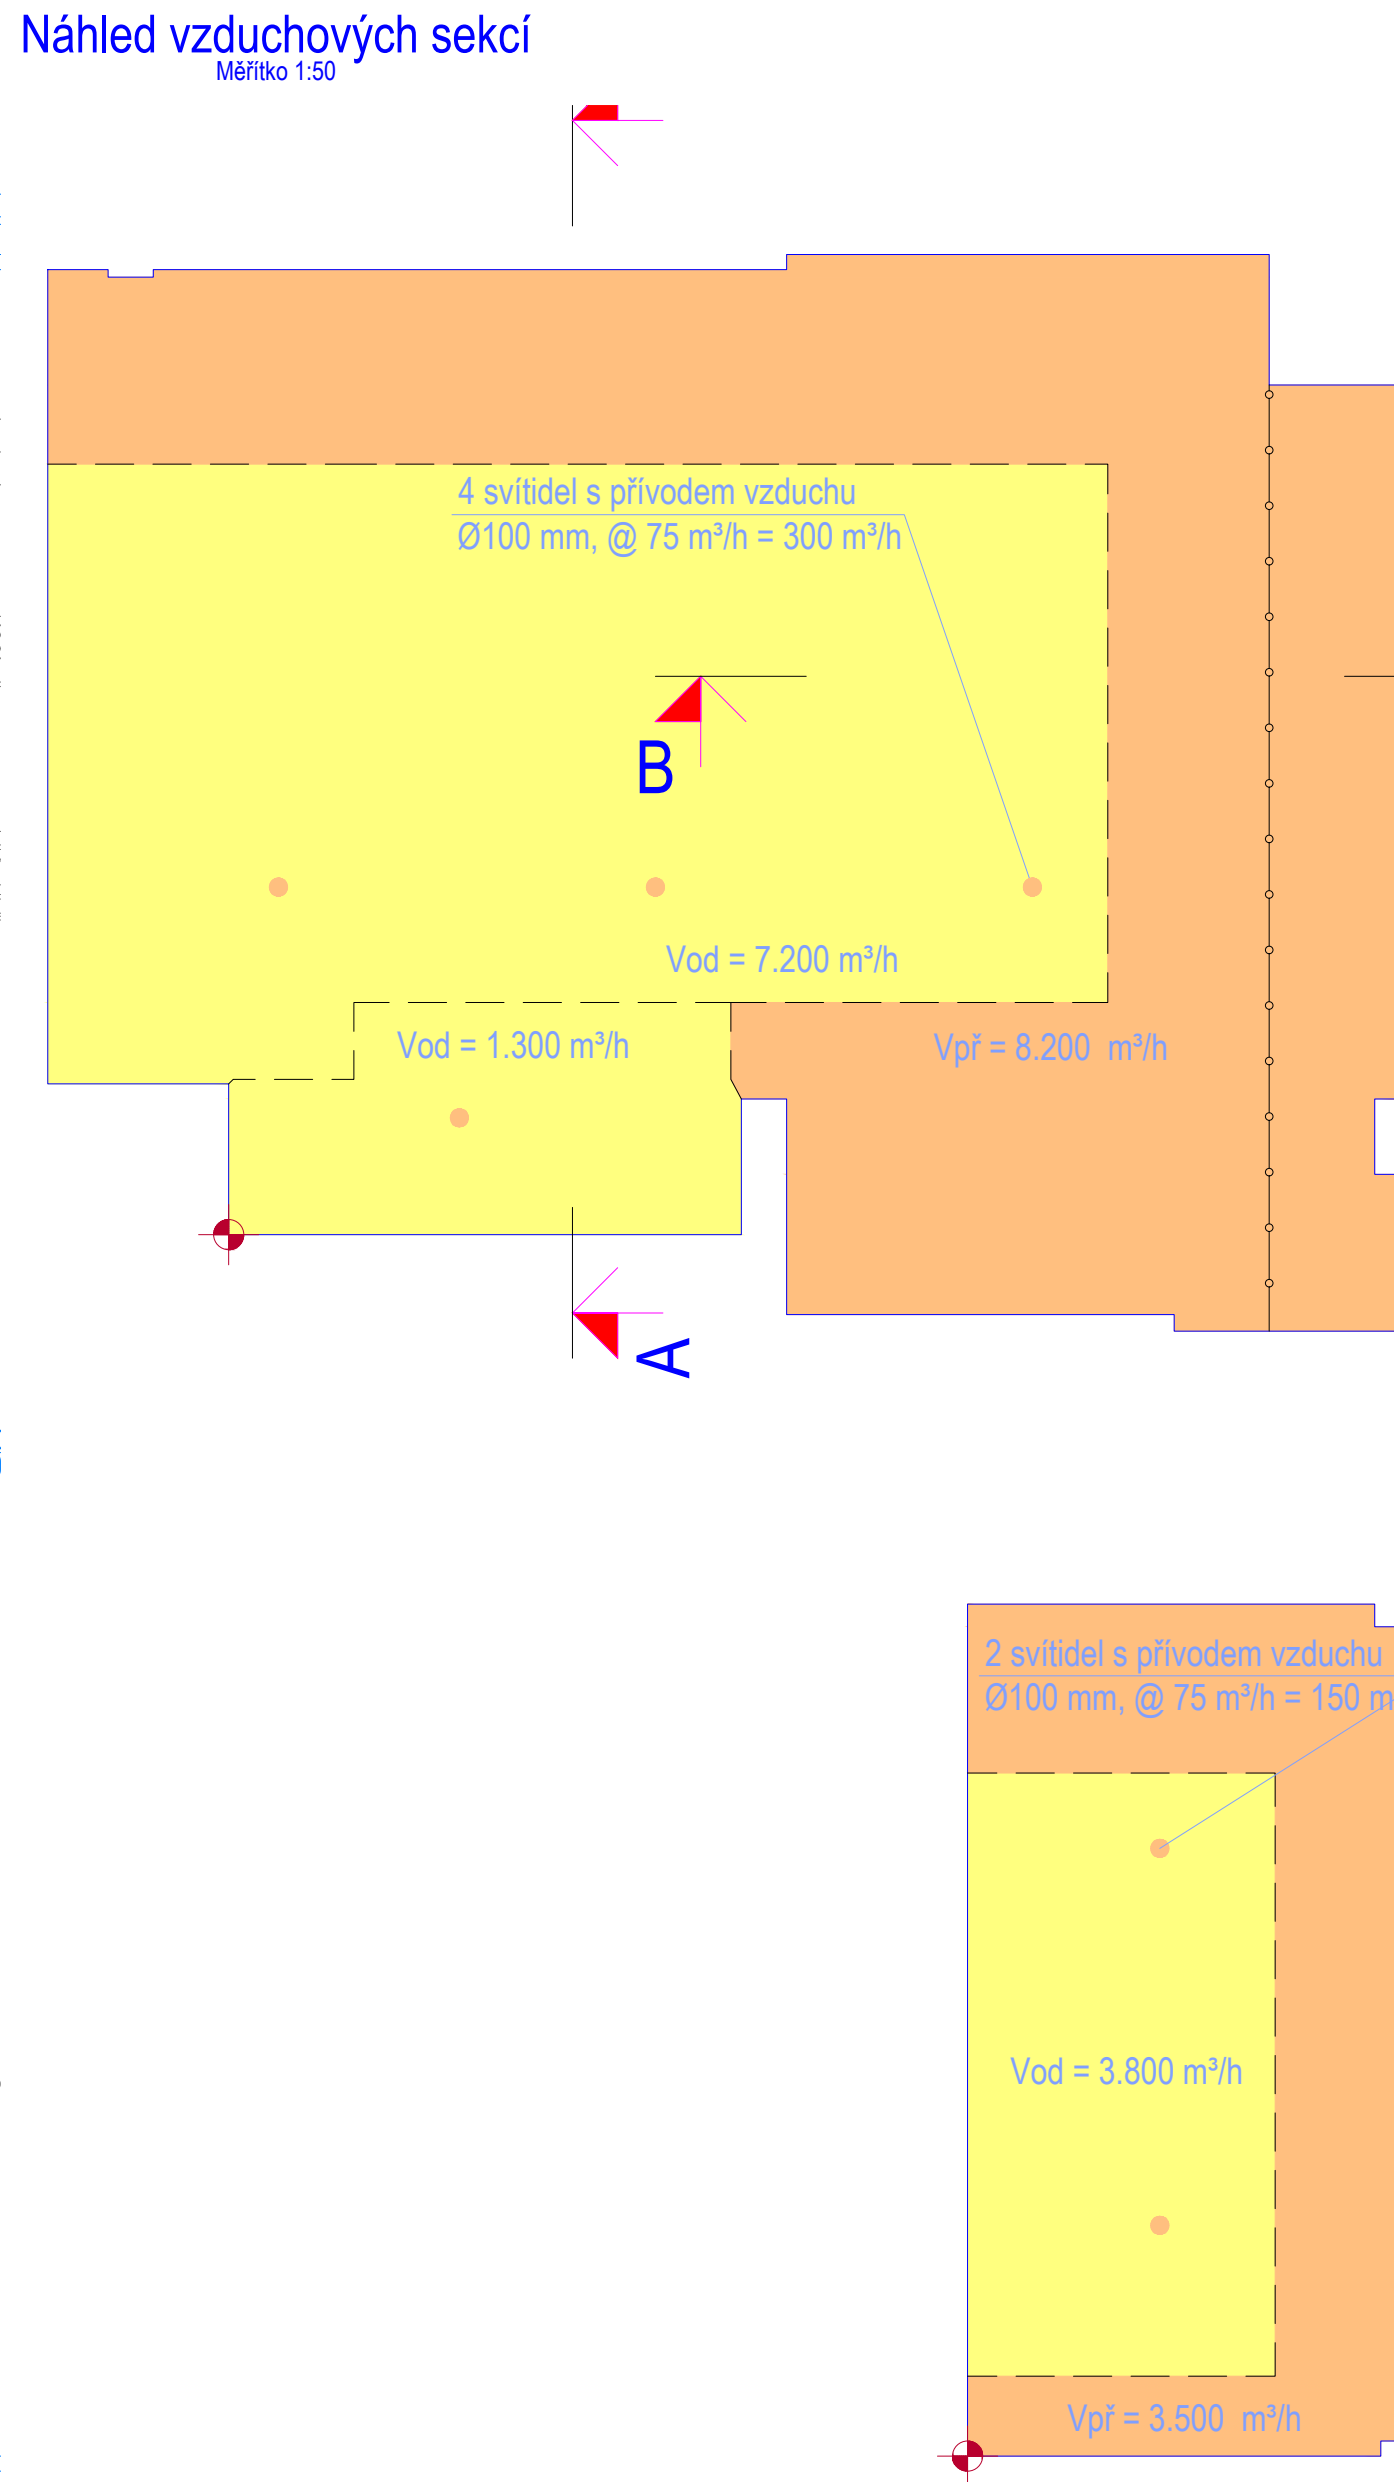 Náhled vzduchových sekcí
Měřítko 1:50
4 svítidel s přívodem vzduchu
Ø100 mm, @ 75 m³/h = 300 m³/h
B
Vod = 7.200 m³/h
Vod = 1.300 m³/h
Vpř = 8.200 m³/h
A
2 svítidel s přívodem vzduchu
Ø100 mm, @ 75 m³/h = 150 m
Vod = 3.800 m³/h
Vpř = 3.500 m³/h